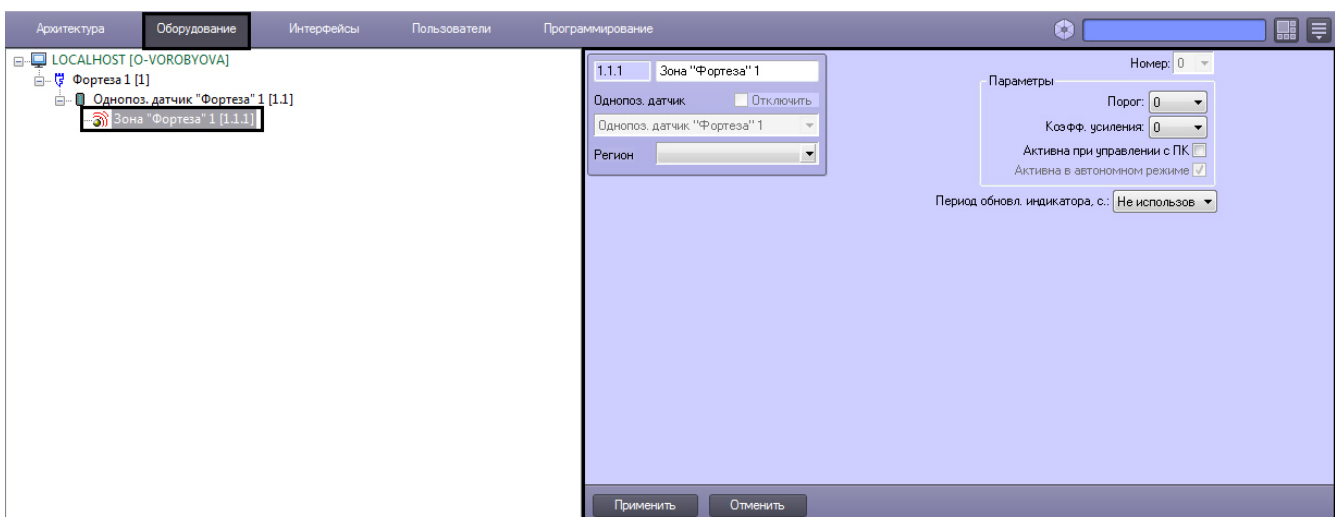 Архитектура Оборудование Интерфейсы Пользователи Программирование
LOCALHOST [O-VOROBYOVA]
Фортеза 1 [1]
Однопоз. датчик "Фортеза" 1 [1.1]
Зона "Фортеза" 1 [1.1.1]
1.1.1 Зона "Фортеза" 1
Однопоз. датчик Отключить
Однопоз. датчик "Фортеза" 1
Регион
Номер: 0
Параметры
Порог: 0
Коэфф. усиления: 0
Активна при управлении с ПК
Активна в автономном режиме
Период обновл. индикатора, с.: Не использов
Применить Отменить